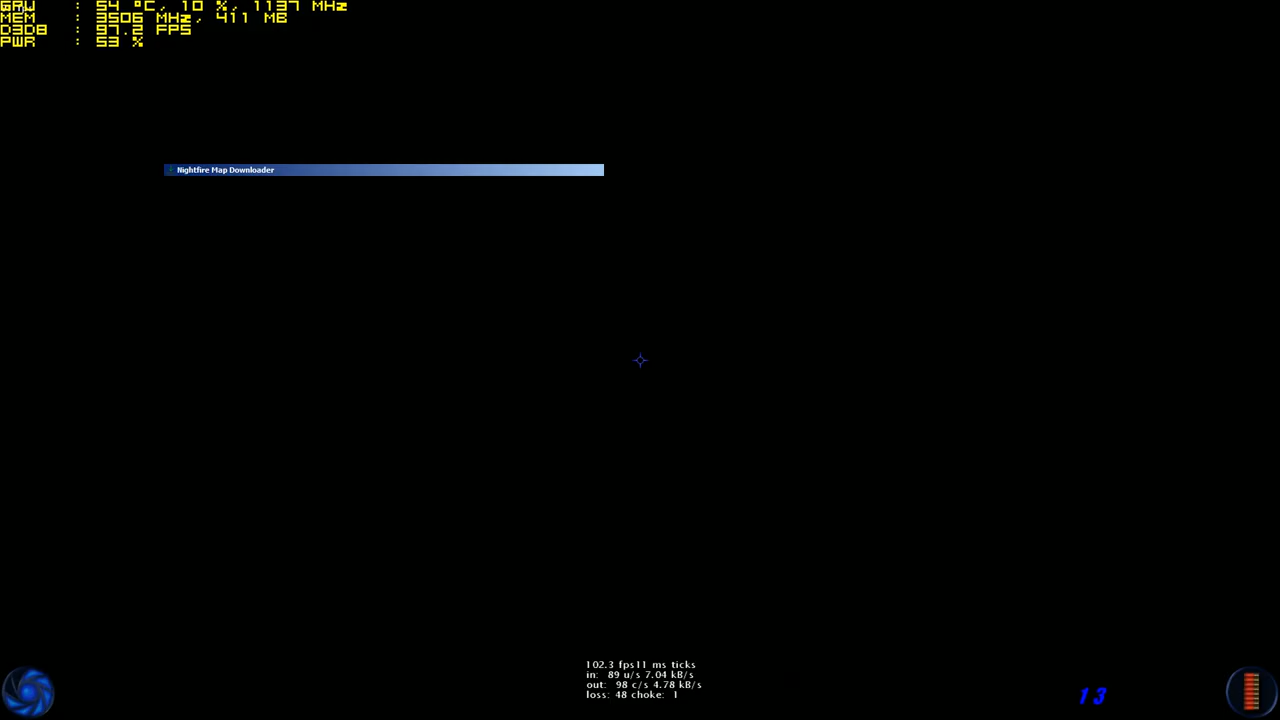 GPU : 54 °C, 10 %, 1137 MHz
MEM : 3506 MHz, 411 MB
D3D8 : 97.2 FPS
PWR : 53 %
Nightfire Map Downloader
102.3 fps11 ms ticks
in: 89 u/s 7.04 kB/s
out: 98 c/s 4.78 kB/s
loss: 48 choke: 1
13